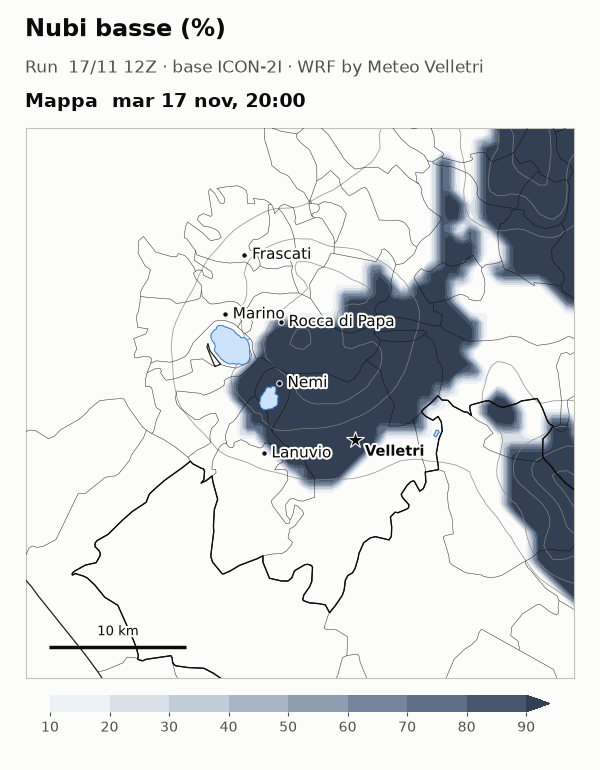 Nubi basse (%)
Run  17/11 12Z · base ICON-2I · WRF by Meteo Velletri
Mappa  mar 17 nov, 20:00
Frascati
Marino
Rocca di Papa
Nemi
Velletri
Lanuvio
10 km
10 20 30 40 50 60 70 80 90